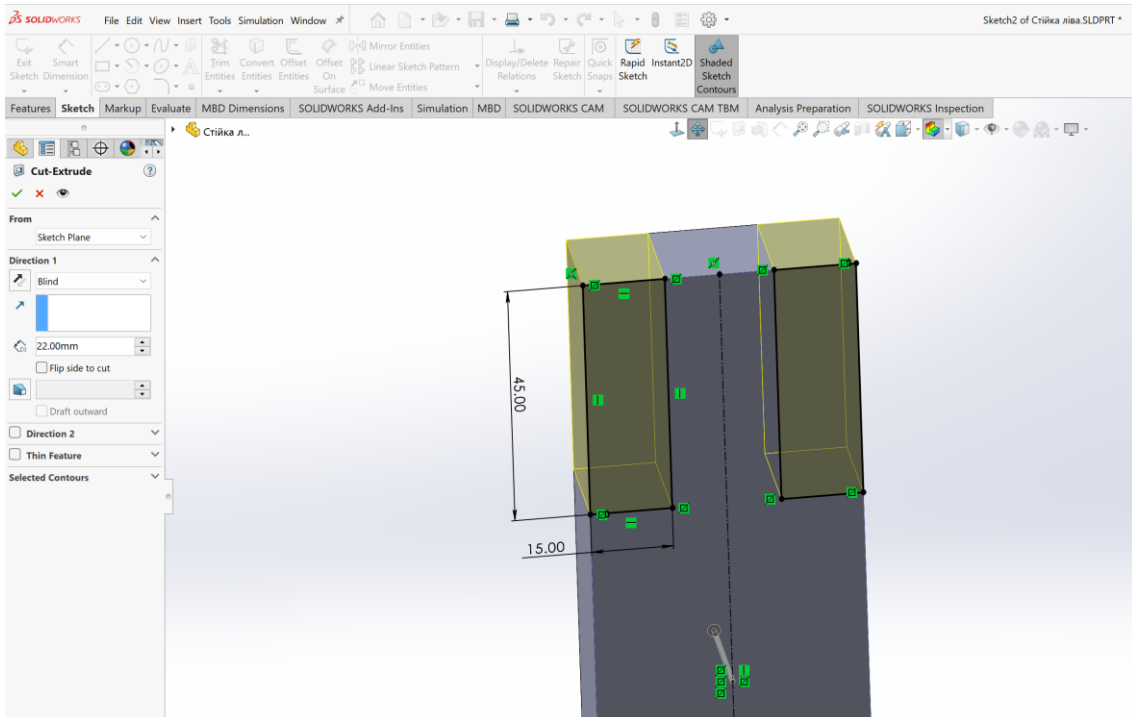 SOLIDWORKS File Edit View Insert Tools Simulation Window Sketch2 of Стійка ліва.SLDPRT *
Exit Sketch
Smart Dimension
Trim Entities
Convert Entities
Offset Entities
Offset On Surface
Mirror Entities
Linear Sketch Pattern
Move Entities
Display/Delete Relations
Repair Sketch
Quick Snaps
Rapid Sketch
Instant2D
Shaded Sketch Contours
Features Sketch Markup Evaluate MBD Dimensions SOLIDWORKS Add-Ins Simulation MBD SOLIDWORKS CAM SOLIDWORKS CAM TBM Analysis Preparation SOLIDWORKS Inspection
Стійка л...
Cut-Extrude
From
Sketch Plane
Direction 1
Blind
D1
22.00mm
Flip side to cut
Draft outward
Direction 2
Thin Feature
Selected Contours
45.00
15.00